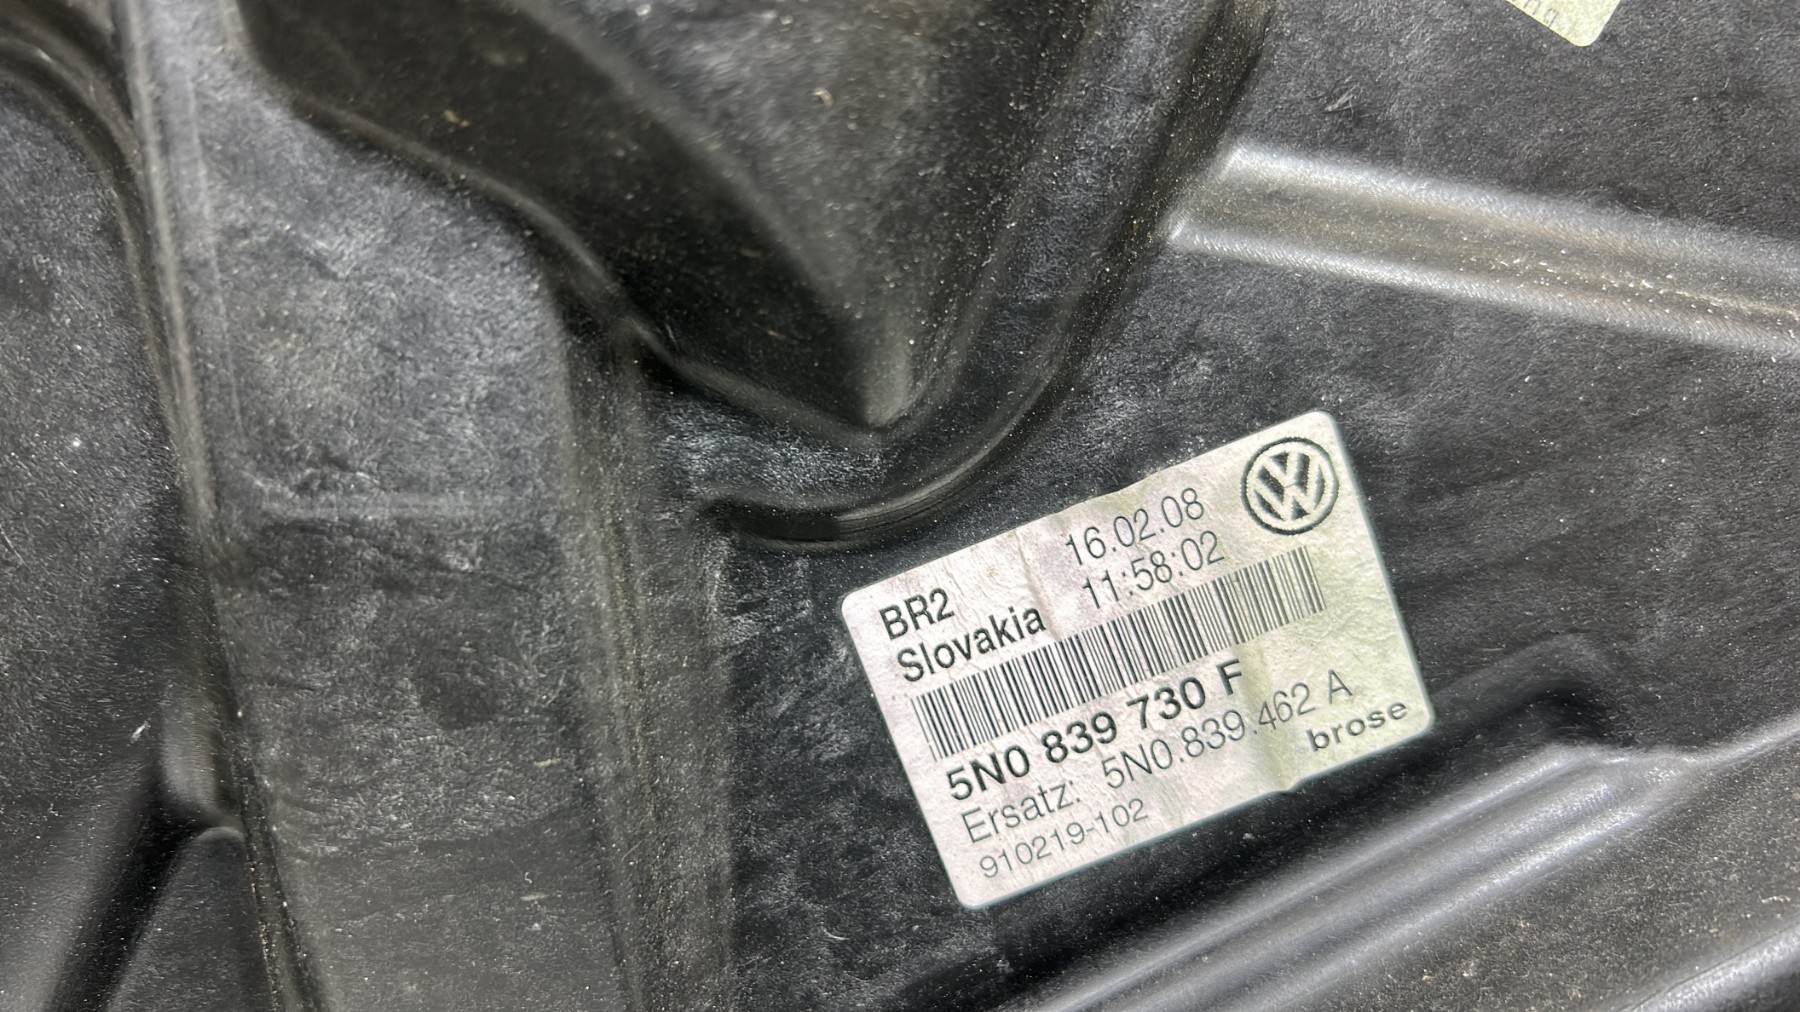 16.02.08
11:58:02
BR2
Slovakia
5N0 839 730 F
Ersatz: 5N0.839.462 A
910219-102
brose